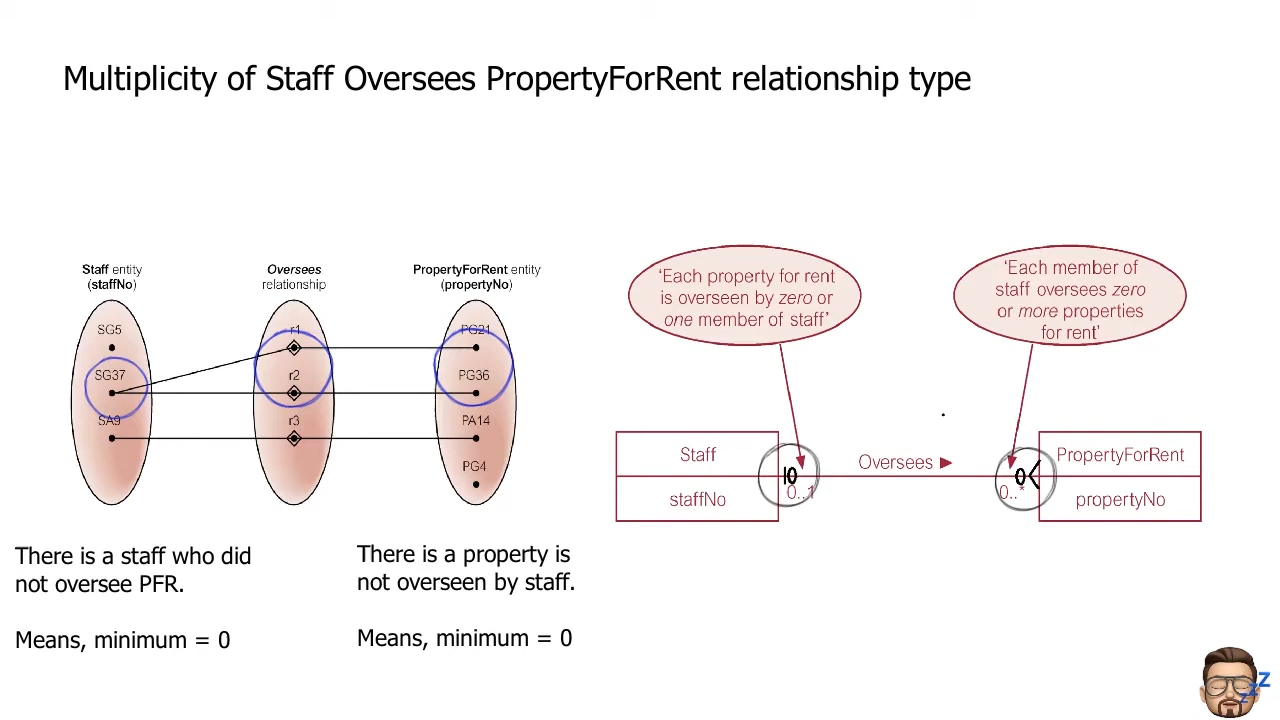 Multiplicity of Staff Oversees PropertyForRent relationship type
Staff entity
(staffNo)
Oversees
relationship
PropertyForRent entity
(propertyNo)
SG5
r1
PG21
SG37
r2
PG36
SA9
r3
PA14
PG4
There is a staff who did
not oversee PFR.
Means, minimum = 0
There is a property is
not overseen by staff.
Means, minimum = 0
‘Each property for rent
is overseen by zero or
one member of staff’
‘Each member of
staff oversees zero
or more properties
for rent’
Staff
staffNo
0..1
Oversees ►
0..*
PropertyForRent
propertyNo
zzZ